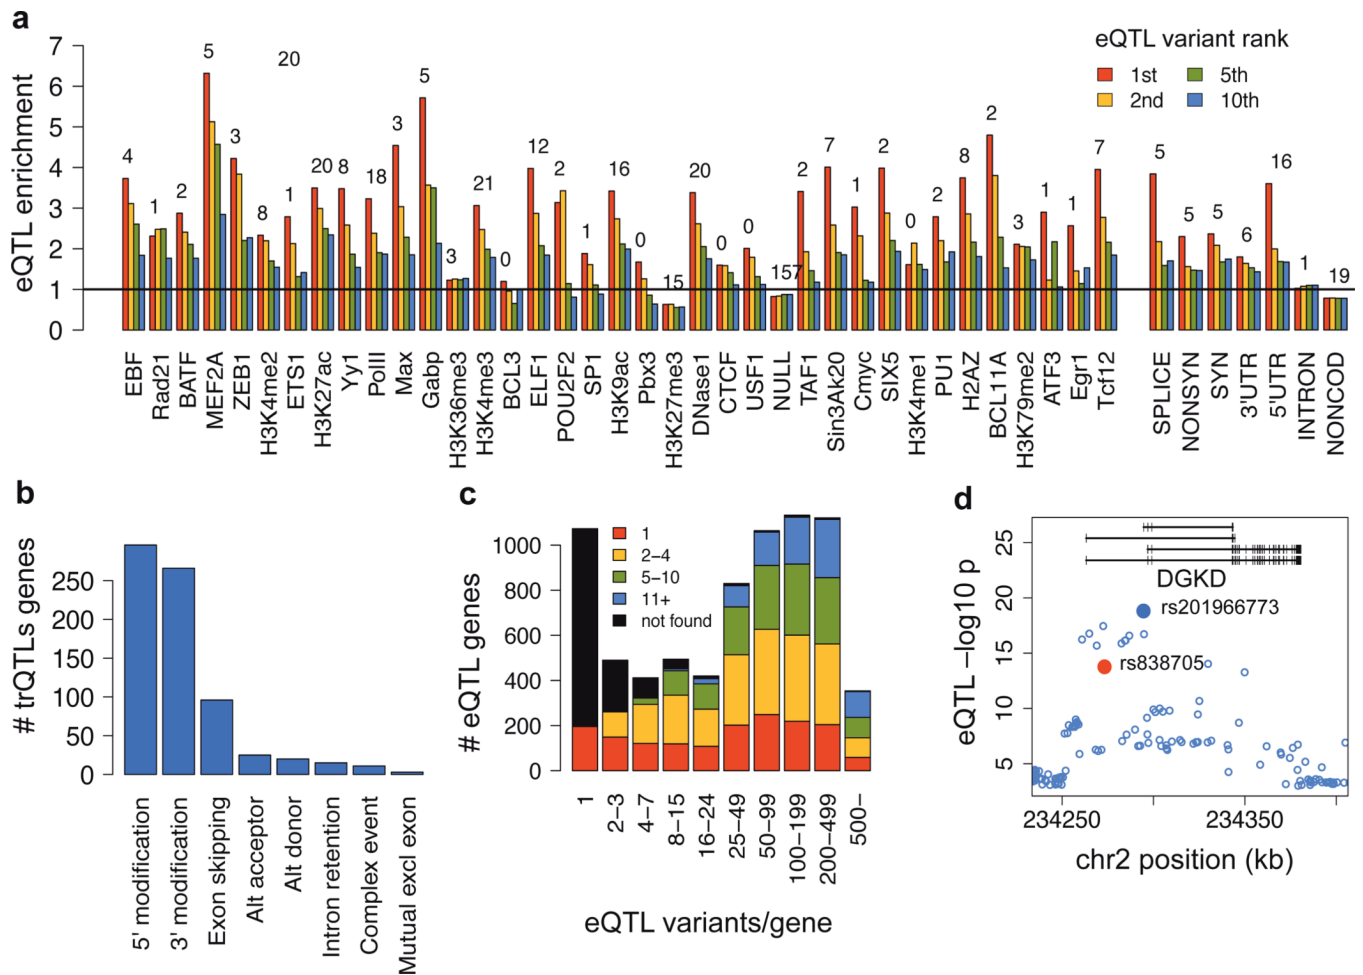 a
eQTL enrichment
7
6
5
4
3
2
1
0
eQTL variant rank
1st
2nd
5th
10th
4 1 2 5 3 8 20 1 20 8 18 3 5 3 21 0 12 2 1 16 0 15 20 0 0 157 2 7 1 2 0 2 8 2 3 1 1 7 5 5 5 6 16 1 19
EBF
Rad21
BATF
MEF2A
ZEB1
H3K4me2
ETS1
H3K27ac
Yy1
PolII
Max
Gabp
H3K36me3
H3K4me3
BCL3
ELF1
POU2F2
SP1
H3K9ac
Pbx3
H3K27me3
DNase1
CTCF
USF1
NULL
TAF1
Sin3Ak20
Cmyc
SIX5
H3K4me1
PU1
H2AZ
BCL11A
H3K79me2
ATF3
Egr1
Tcf12
SPLICE
NONSYN
SYN
3'UTR
5'UTR
INTRON
NONCOD
b
# trQTLs genes
250
200
150
100
50
0
5' modification
3' modification
Exon skipping
Alt acceptor
Alt donor
Intron retention
Complex event
Mutual excl exon
c
# eQTL genes
1000
800
600
400
200
0
1
2–4
5–10
11+
not found
1
2–3
4–7
8–15
16–24
25–49
50–99
100–199
200–499
500–
eQTL variants/gene
d
eQTL –log10 p
25
20
15
10
5
DGKD
rs201966773
rs838705
234250
234350
chr2 position (kb)